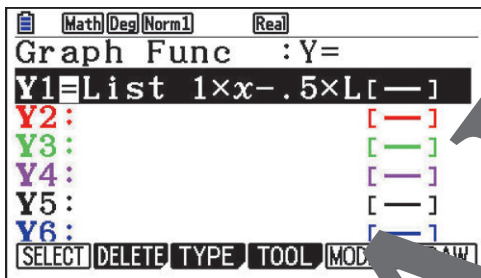 Math Deg Norm1 Real
Graph Func :Y=
Y1=List 1×x-.5×L[—]
Y2: [—]
Y3: [—]
Y4: [—]
Y5: [—]
Y6: [—]
SELECT DELETE TYPE TOOL